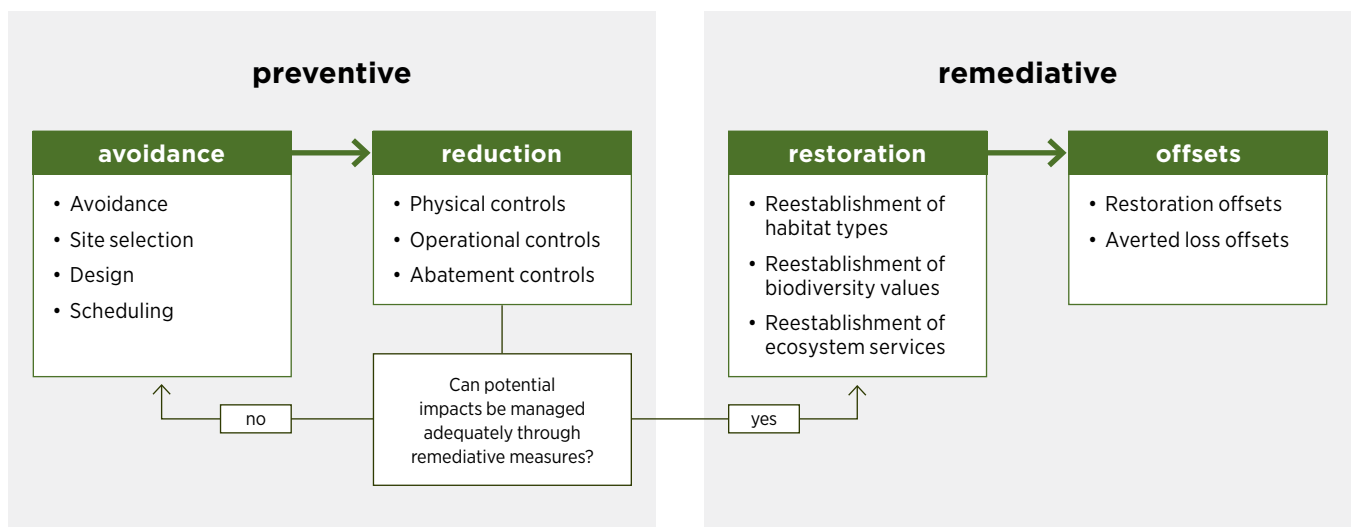 preventive
avoidance
• Avoidance
• Site selection
• Design
• Scheduling
reduction
• Physical controls
• Operational controls
• Abatement controls
Can potential
impacts be managed
adequately through
remediative measures?
no
yes
remediative
restoration
• Reestablishment of
habitat types
• Reestablishment of
biodiversity values
• Reestablishment of
ecosystem services
offsets
• Restoration offsets
• Averted loss offsets